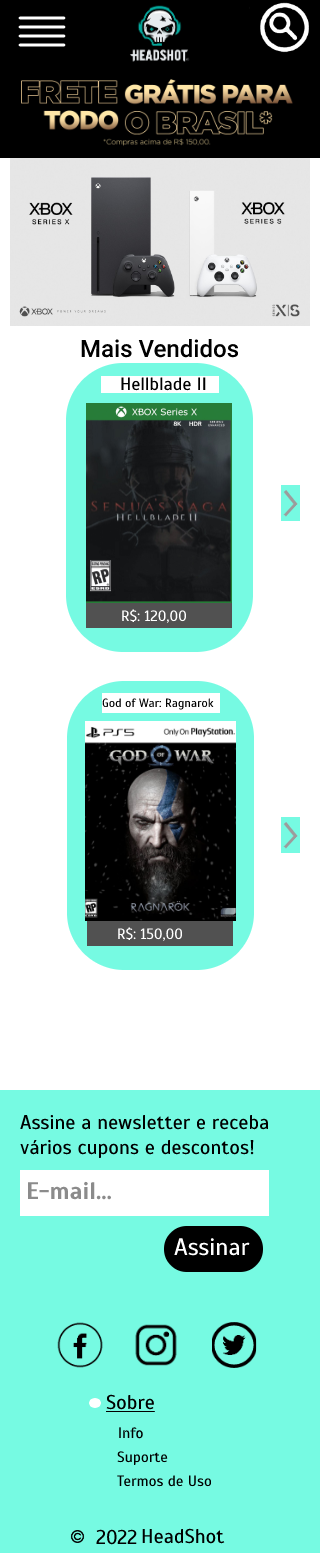 HEADSHOT
FRETE GRÁTIS PARA
TODO O BRASIL*
*Compras acima de R$ 150,00.
XBOX
SERIES X
XBOX
SERIES S
XBOX POWER YOUR DREAMS
SERIES X|S
Mais Vendidos
Hellblade II
XBOX Series X
8K HDR
SENUA'S SAGA
HELLBLADE II
RP
ESRB
R$: 120,00
God of War: Ragnarok
PS5 Only On PlayStation.
GOD OF WAR
RAGNARÖK
RP
R$: 150,00
Assine a newsletter e receba
vários cupons e descontos!
E-mail...
Assinar
Sobre
Info
Suporte
Termos de Uso
© 2022 HeadShot